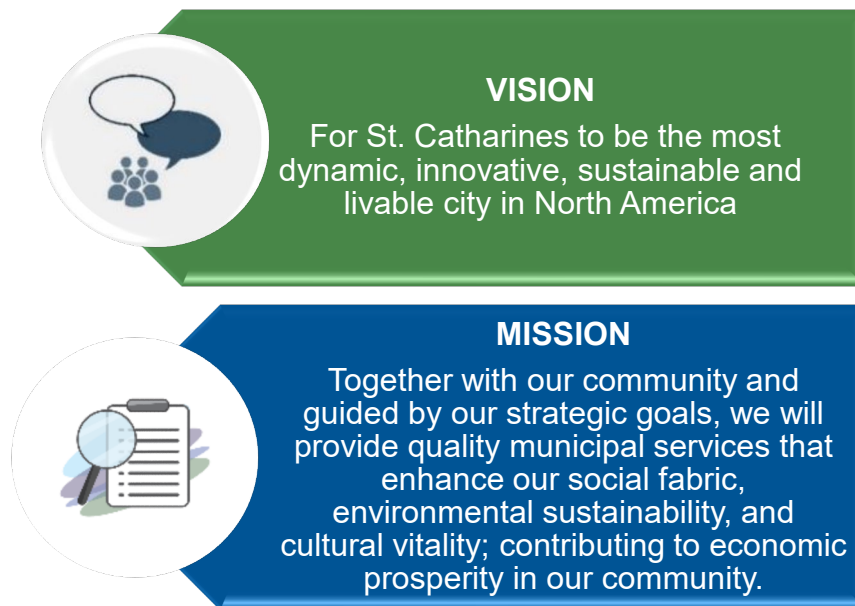 VISION
For St. Catharines to be the most
dynamic, innovative, sustainable and
livable city in North America
MISSION
Together with our community and
guided by our strategic goals, we will
provide quality municipal services that
enhance our social fabric,
environmental sustainability, and
cultural vitality; contributing to economic
prosperity in our community.